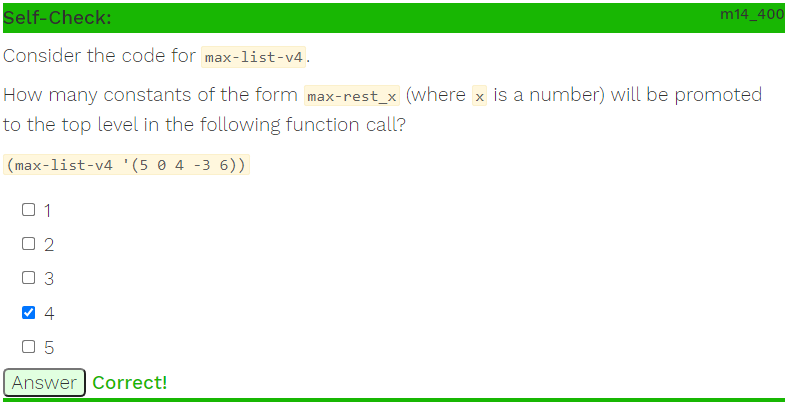 Self-Check:
m14_400
Consider the code for max-list-v4.
How many constants of the form max-rest_x (where x is a number) will be promoted
to the top level in the following function call?
(max-list-v4 '(5 0 4 -3 6))
1
2
3
4
5
Answer Correct!